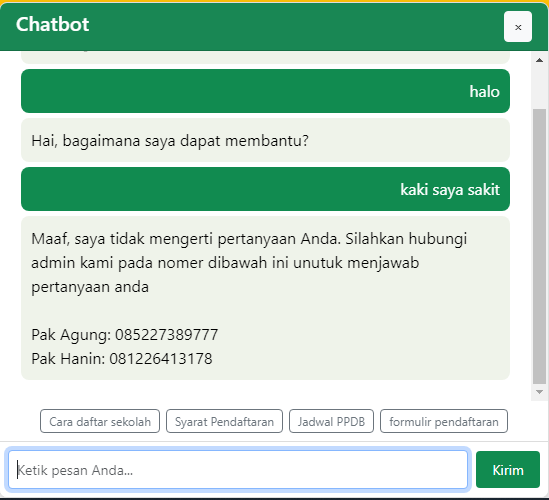 Chatbot
×
halo
Hai, bagaimana saya dapat membantu?
kaki saya sakit
Maaf, saya tidak mengerti pertanyaan Anda. Silahkan hubungi
admin kami pada nomer dibawah ini unutuk menjawab
pertanyaan anda
Pak Agung: 085227389777
Pak Hanin: 081226413178
Cara daftar sekolah
Syarat Pendaftaran
Jadwal PPDB
formulir pendaftaran
Ketik pesan Anda...
Kirim